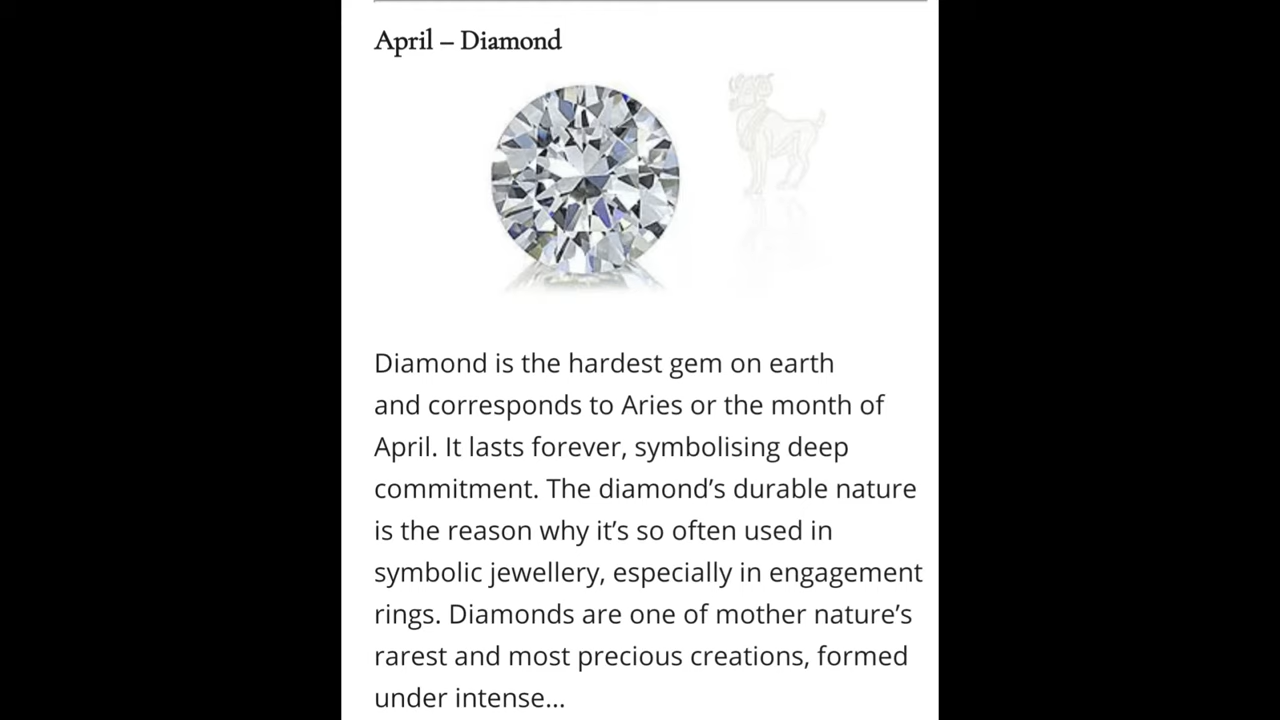 April – Diamond
Diamond is the hardest gem on earth
and corresponds to Aries or the month of
April. It lasts forever, symbolising deep
commitment. The diamond’s durable nature
is the reason why it’s so often used in
symbolic jewellery, especially in engagement
rings. Diamonds are one of mother nature’s
rarest and most precious creations, formed
under intense...